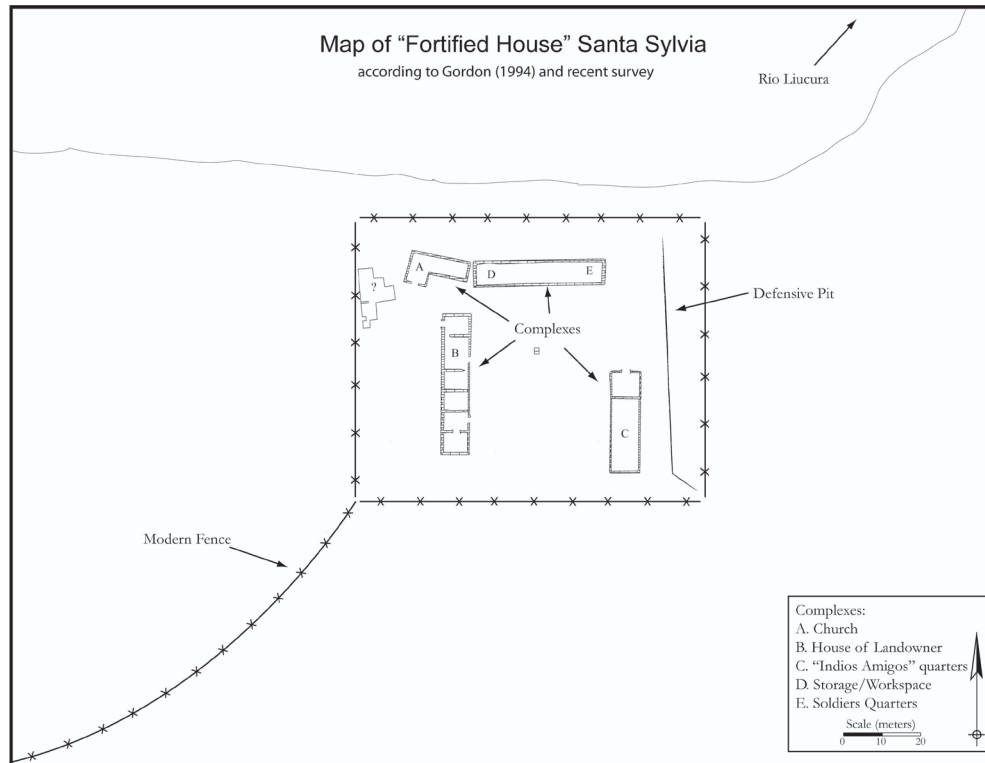 Map of “Fortified House” Santa Sylvia
according to Gordon (1994) and recent survey
Rio Liucura
A
D
E
?
Defensive Pit
Complexes
B
C
Modern Fence
Complexes:
A. Church
B. House of Landowner
C. “Indios Amigos” quarters
D. Storage/Workspace
E. Soldiers Quarters
Scale (meters)
0 10 20